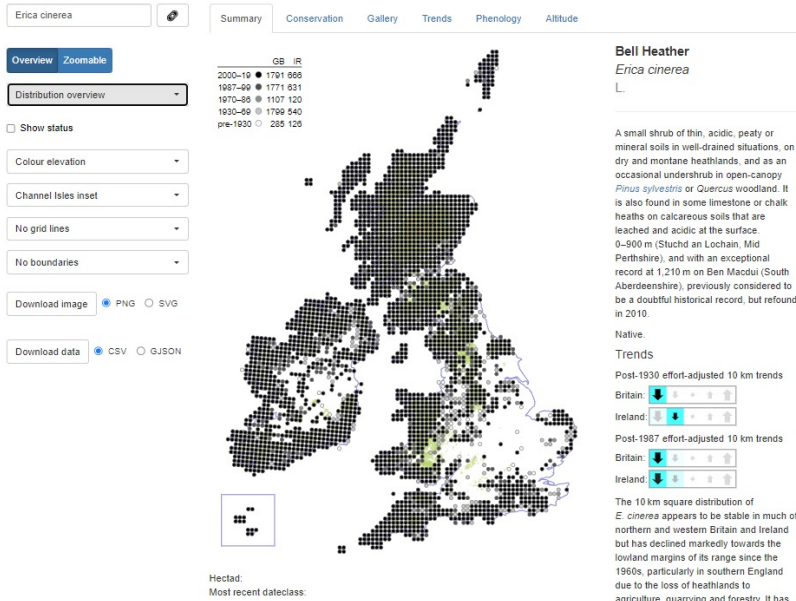 Erica cinerea
Summary
Conservation
Gallery
Trends
Phenology
Altitude
Overview
Zoomable
Distribution overview
Show status
Colour elevation
Channel Isles inset
No grid lines
No boundaries
Download image
PNG
SVG
Download data
CSV
GJSON
GB IR
2000–19 1791 666
1987–99 1771 631
1970–86 1107 120
1930–69 1799 540
pre-1930 285 126
Hectad:
Most recent dateclass:
Bell Heather
Erica cinerea
L.
A small shrub of thin, acidic, peaty or
mineral soils in well-drained situations, on
dry and montane heathlands, and as an
occasional undershrub in open-canopy
Pinus sylvestris or Quercus woodland. It
is also found in some limestone or chalk
heaths on calcareous soils that are
leached and acidic at the surface.
0–900 m (Stuchd an Lochain, Mid
Perthshire), and with an exceptional
record at 1,210 m on Ben Macdui (South
Aberdeenshire), previously considered to
be a doubtful historical record, but refound
in 2010.
Native.
Trends
Post-1930 effort-adjusted 10 km trends
Britain:
Ireland:
Post-1987 effort-adjusted 10 km trends
Britain:
Ireland:
The 10 km square distribution of
E. cinerea appears to be stable in much of
northern and western Britain and Ireland
but has declined markedly towards the
lowland margins of its range since the
1960s, particularly in southern England
due to the loss of heathlands to
agriculture, quarrying and forestry. It has